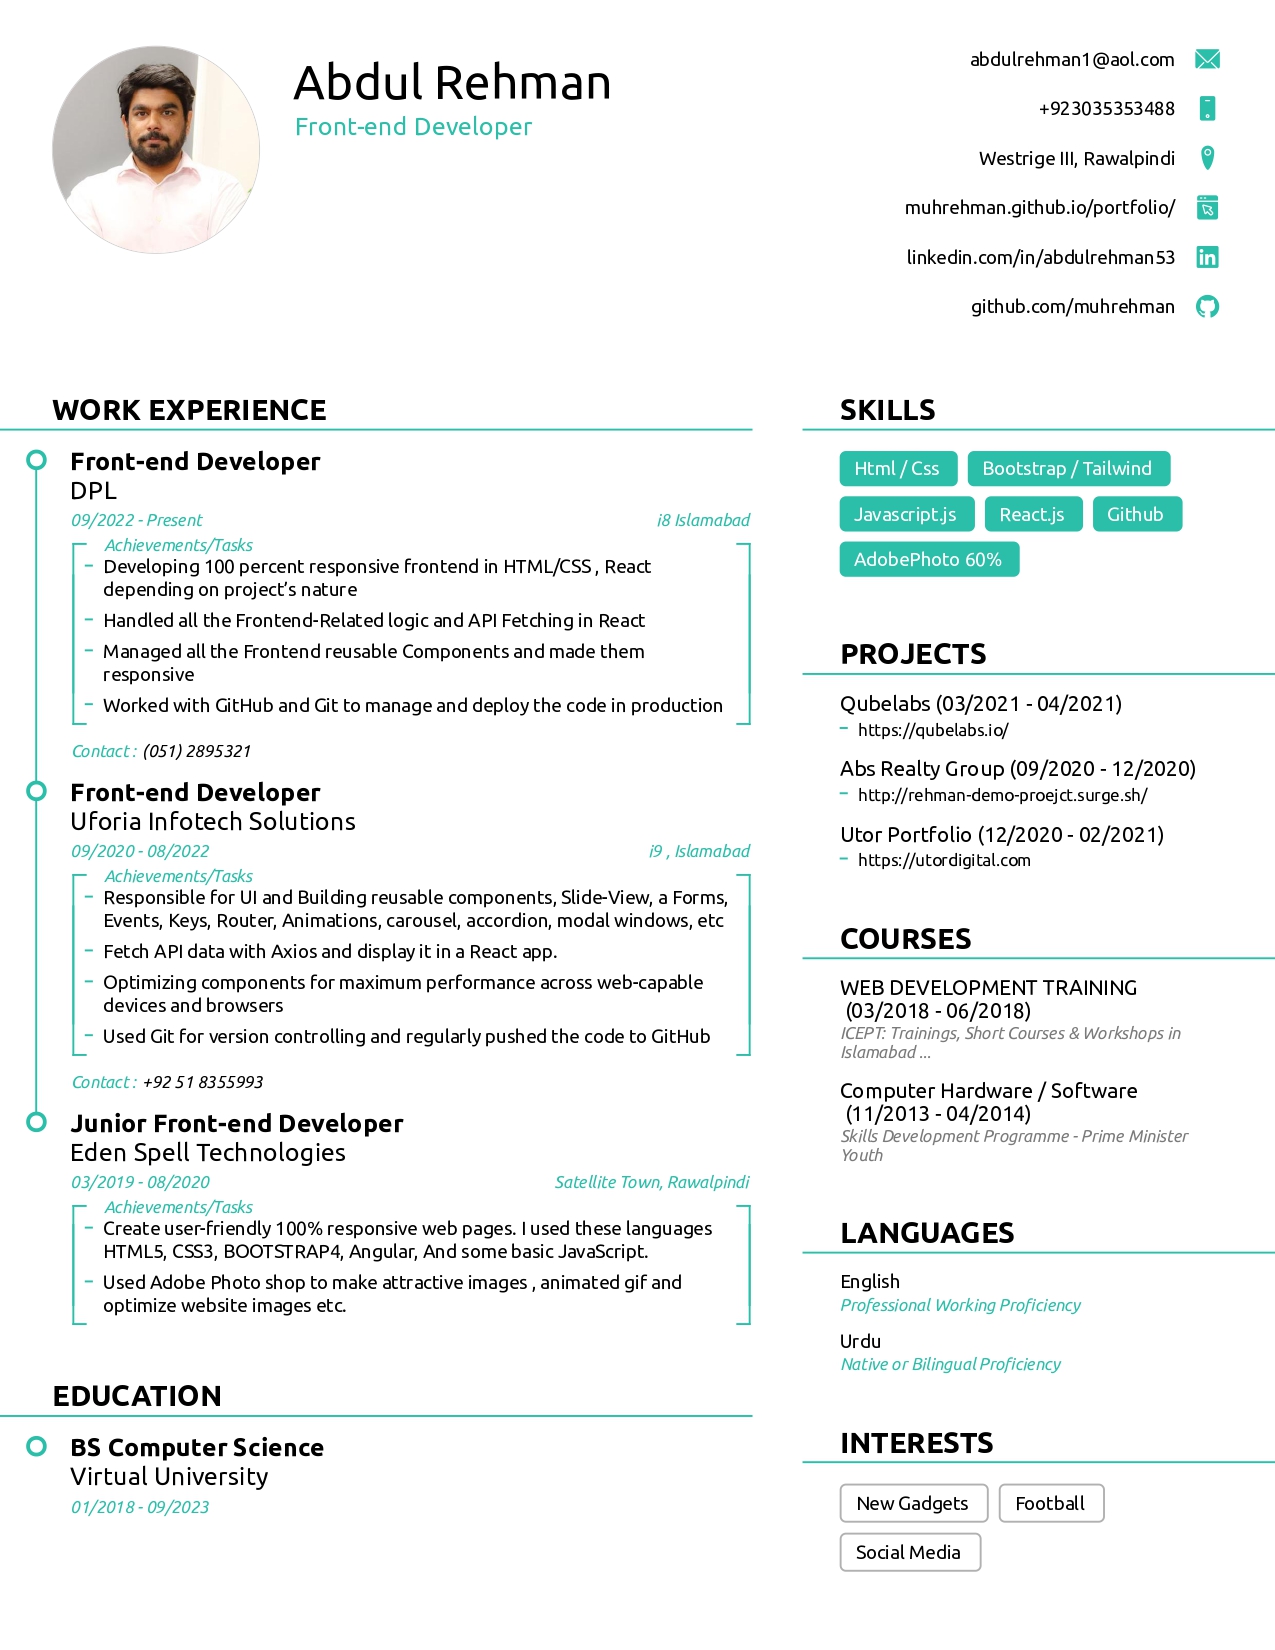 Abdul Rehman
Front-end Developer
abdulrehman1@aol.com
+923035353488
Westrige III, Rawalpindi
muhrehman.github.io/portfolio/
linkedin.com/in/abdulrehman53
github.com/muhrehman
WORK EXPERIENCE
Front-end Developer
DPL
09/2022 - Present
i8 Islamabad
Achievements/Tasks
- Developing 100 percent responsive frontend in HTML/CSS , React
depending on project's nature
- Handled all the Frontend-Related logic and API Fetching in React
- Managed all the Frontend reusable Components and made them
responsive
- Worked with GitHub and Git to manage and deploy the code in production
Contact : (051) 2895321
Front-end Developer
Uforia Infotech Solutions
09/2020 - 08/2022
i9 , Islamabad
Achievements/Tasks
- Responsible for UI and Building reusable components, Slide-View, a Forms,
Events, Keys, Router, Animations, carousel, accordion, modal windows, etc
- Fetch API data with Axios and display it in a React app.
- Optimizing components for maximum performance across web-capable
devices and browsers
- Used Git for version controlling and regularly pushed the code to GitHub
Contact : +92 51 8355993
Junior Front-end Developer
Eden Spell Technologies
03/2019 - 08/2020
Satellite Town, Rawalpindi
Achievements/Tasks
- Create user-friendly 100% responsive web pages. I used these languages
HTML5, CSS3, BOOTSTRAP4, Angular, And some basic JavaScript.
- Used Adobe Photo shop to make attractive images , animated gif and
optimize website images etc.
EDUCATION
BS Computer Science
Virtual University
01/2018 - 09/2023
SKILLS
Html / Css
Bootstrap / Tailwind
Javascript.js
React.js
Github
AdobePhoto 60%
PROJECTS
Qubelabs (03/2021 - 04/2021)
- https://qubelabs.io/
Abs Realty Group (09/2020 - 12/2020)
- http://rehman-demo-proejct.surge.sh/
Utor Portfolio (12/2020 - 02/2021)
- https://utordigital.com
COURSES
WEB DEVELOPMENT TRAINING
(03/2018 - 06/2018)
ICEPT: Trainings, Short Courses & Workshops in
Islamabad ...
Computer Hardware / Software
(11/2013 - 04/2014)
Skills Development Programme - Prime Minister
Youth
LANGUAGES
English
Professional Working Proficiency
Urdu
Native or Bilingual Proficiency
INTERESTS
New Gadgets
Football
Social Media